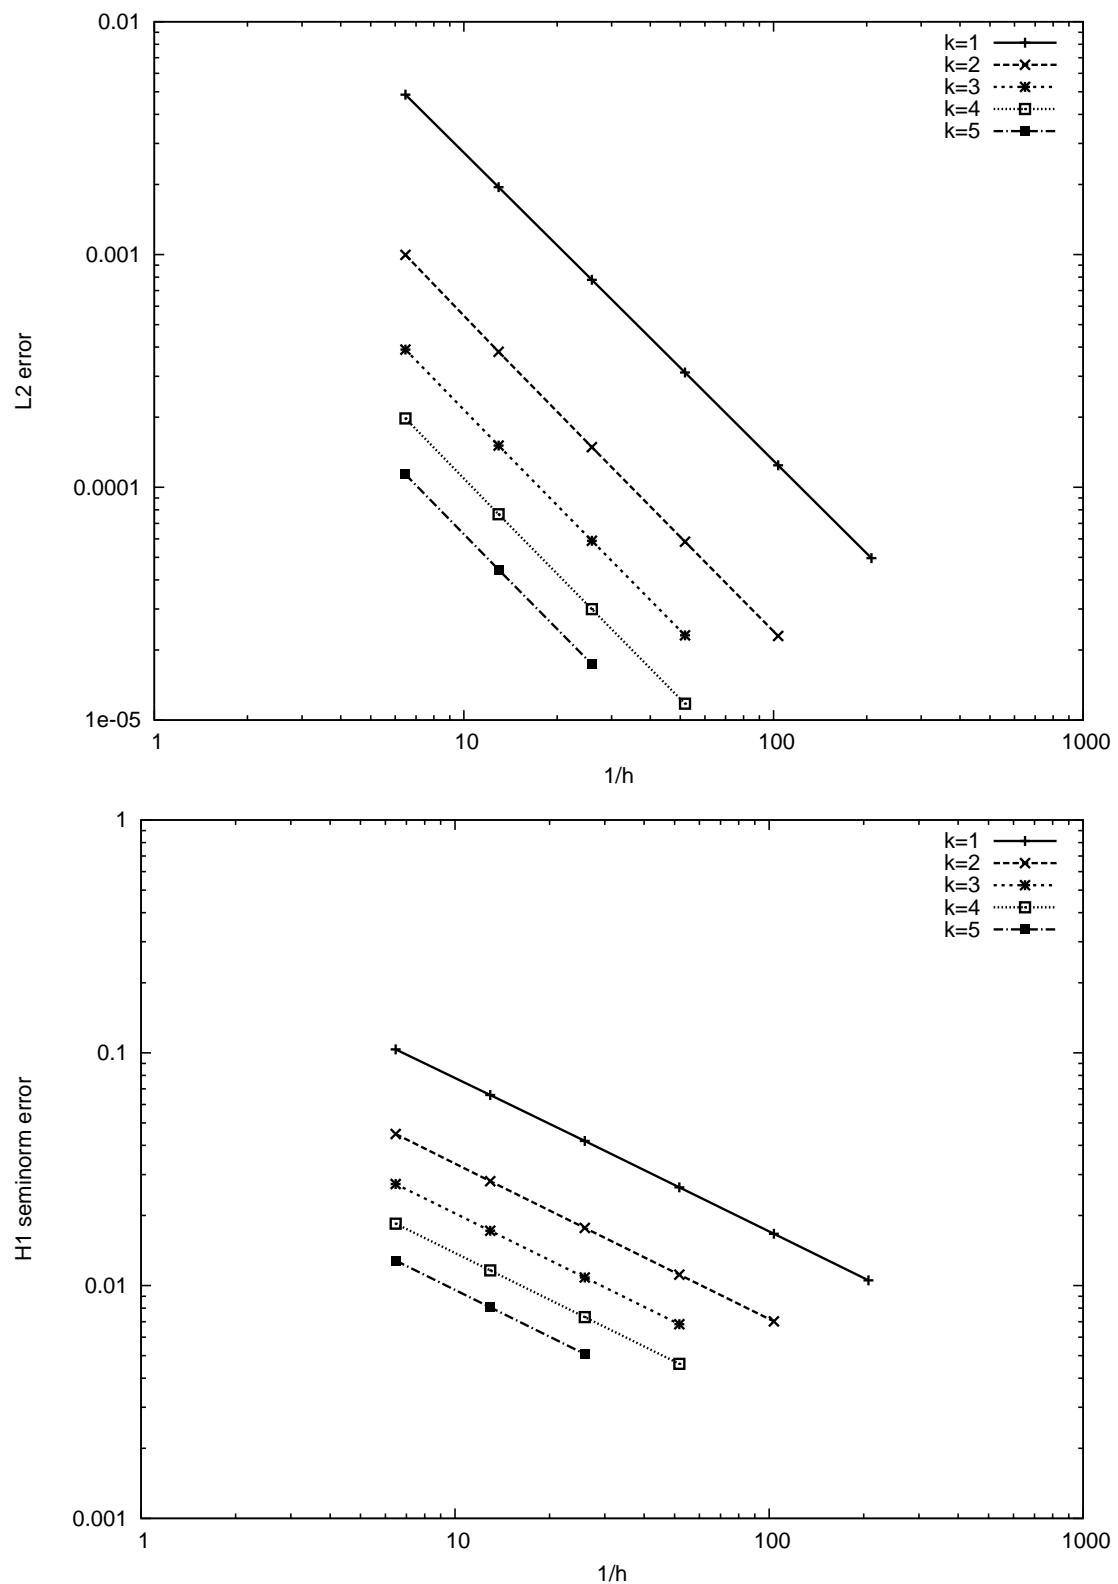 0.01
k=1
k=2
k=3
k=4
k=5
0.001
L2 error
0.0001
1e-05
1 10 100 1000
1/h
1
k=1
k=2
k=3
k=4
k=5
0.1
H1 seminorm error
0.01
0.001
1 10 100 1000
1/h